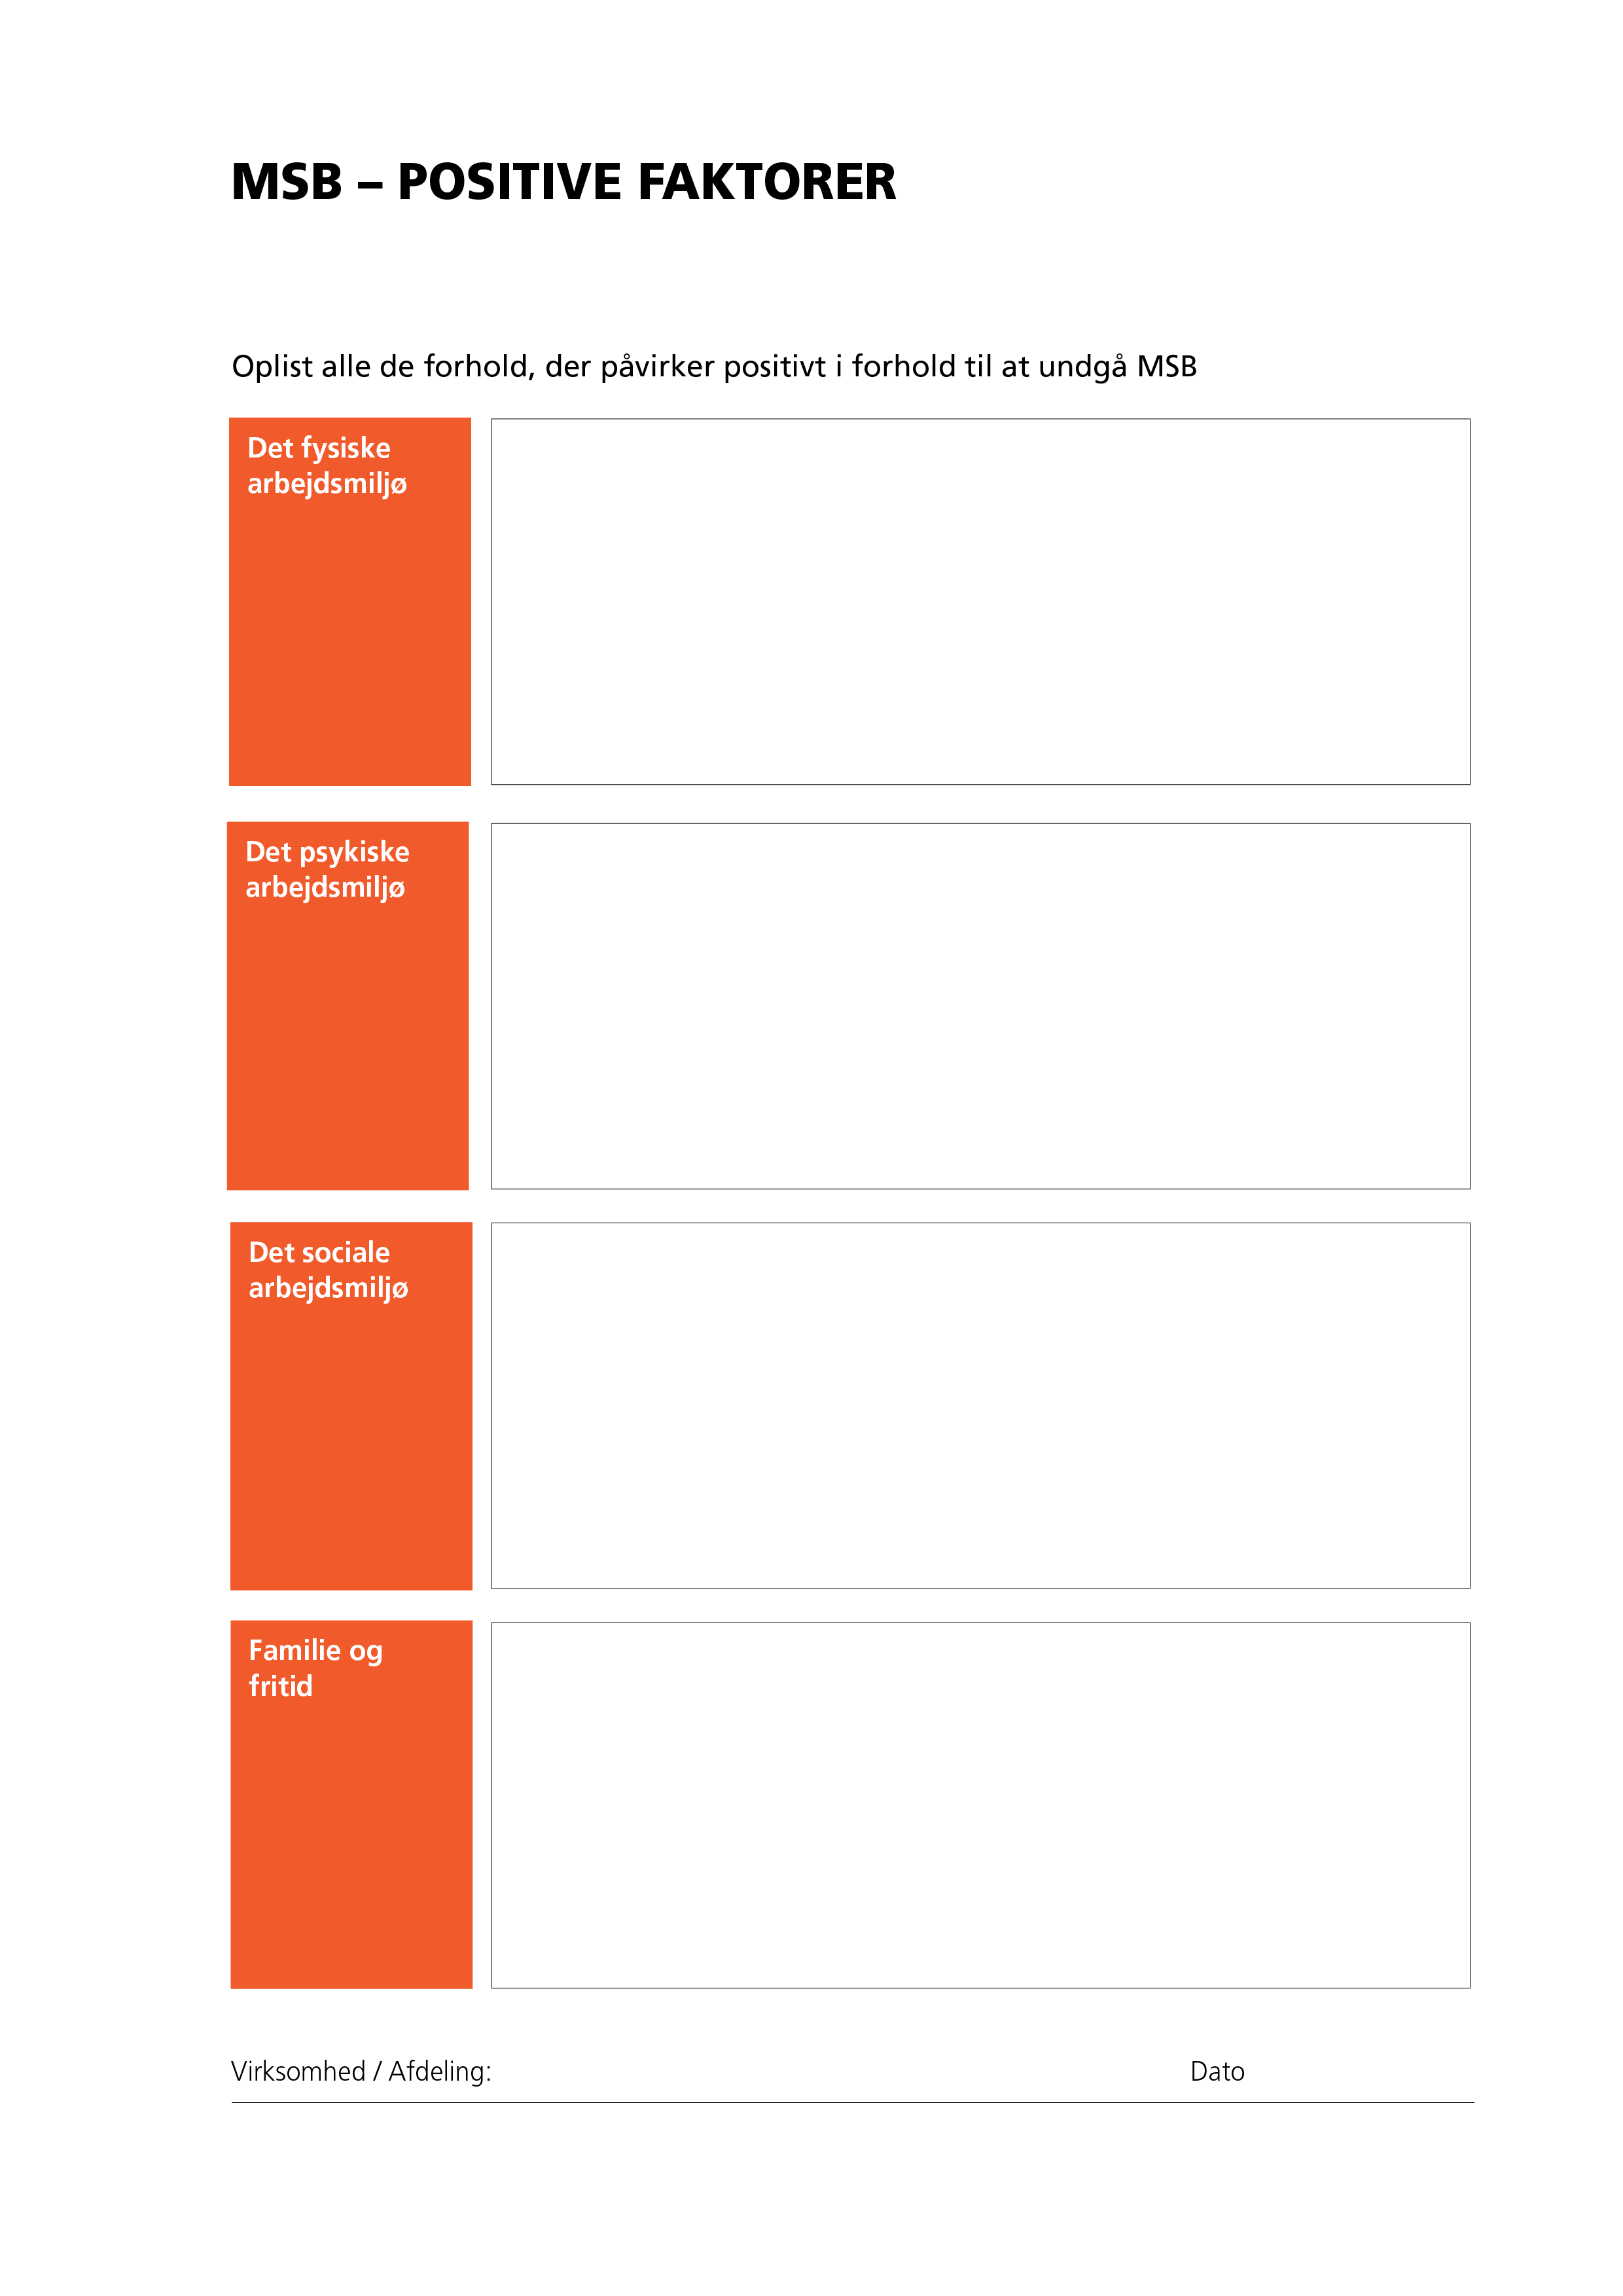 MSB – POSITIVE FAKTORER
Oplist alle de forhold, der påvirker positivt i forhold til at undgå MSB
Det fysiske
arbejdsmiljø
Det psykiske
arbejdsmiljø
Det sociale
arbejdsmiljø
Familie og
fritid
Virksomhed / Afdeling: Dato